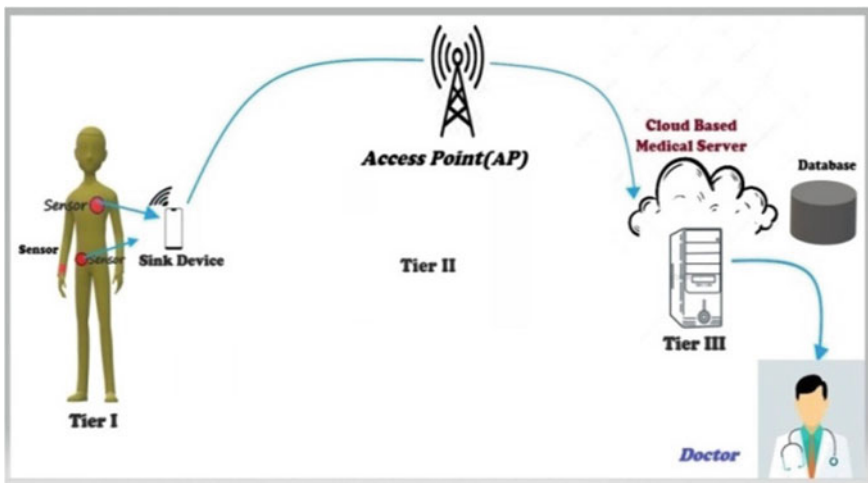 Access Point(AP)
Cloud Based
Medical Server
Database
Sensor
Sensor
Sensor
Sink Device
Tier II
Tier III
Tier I
Doctor